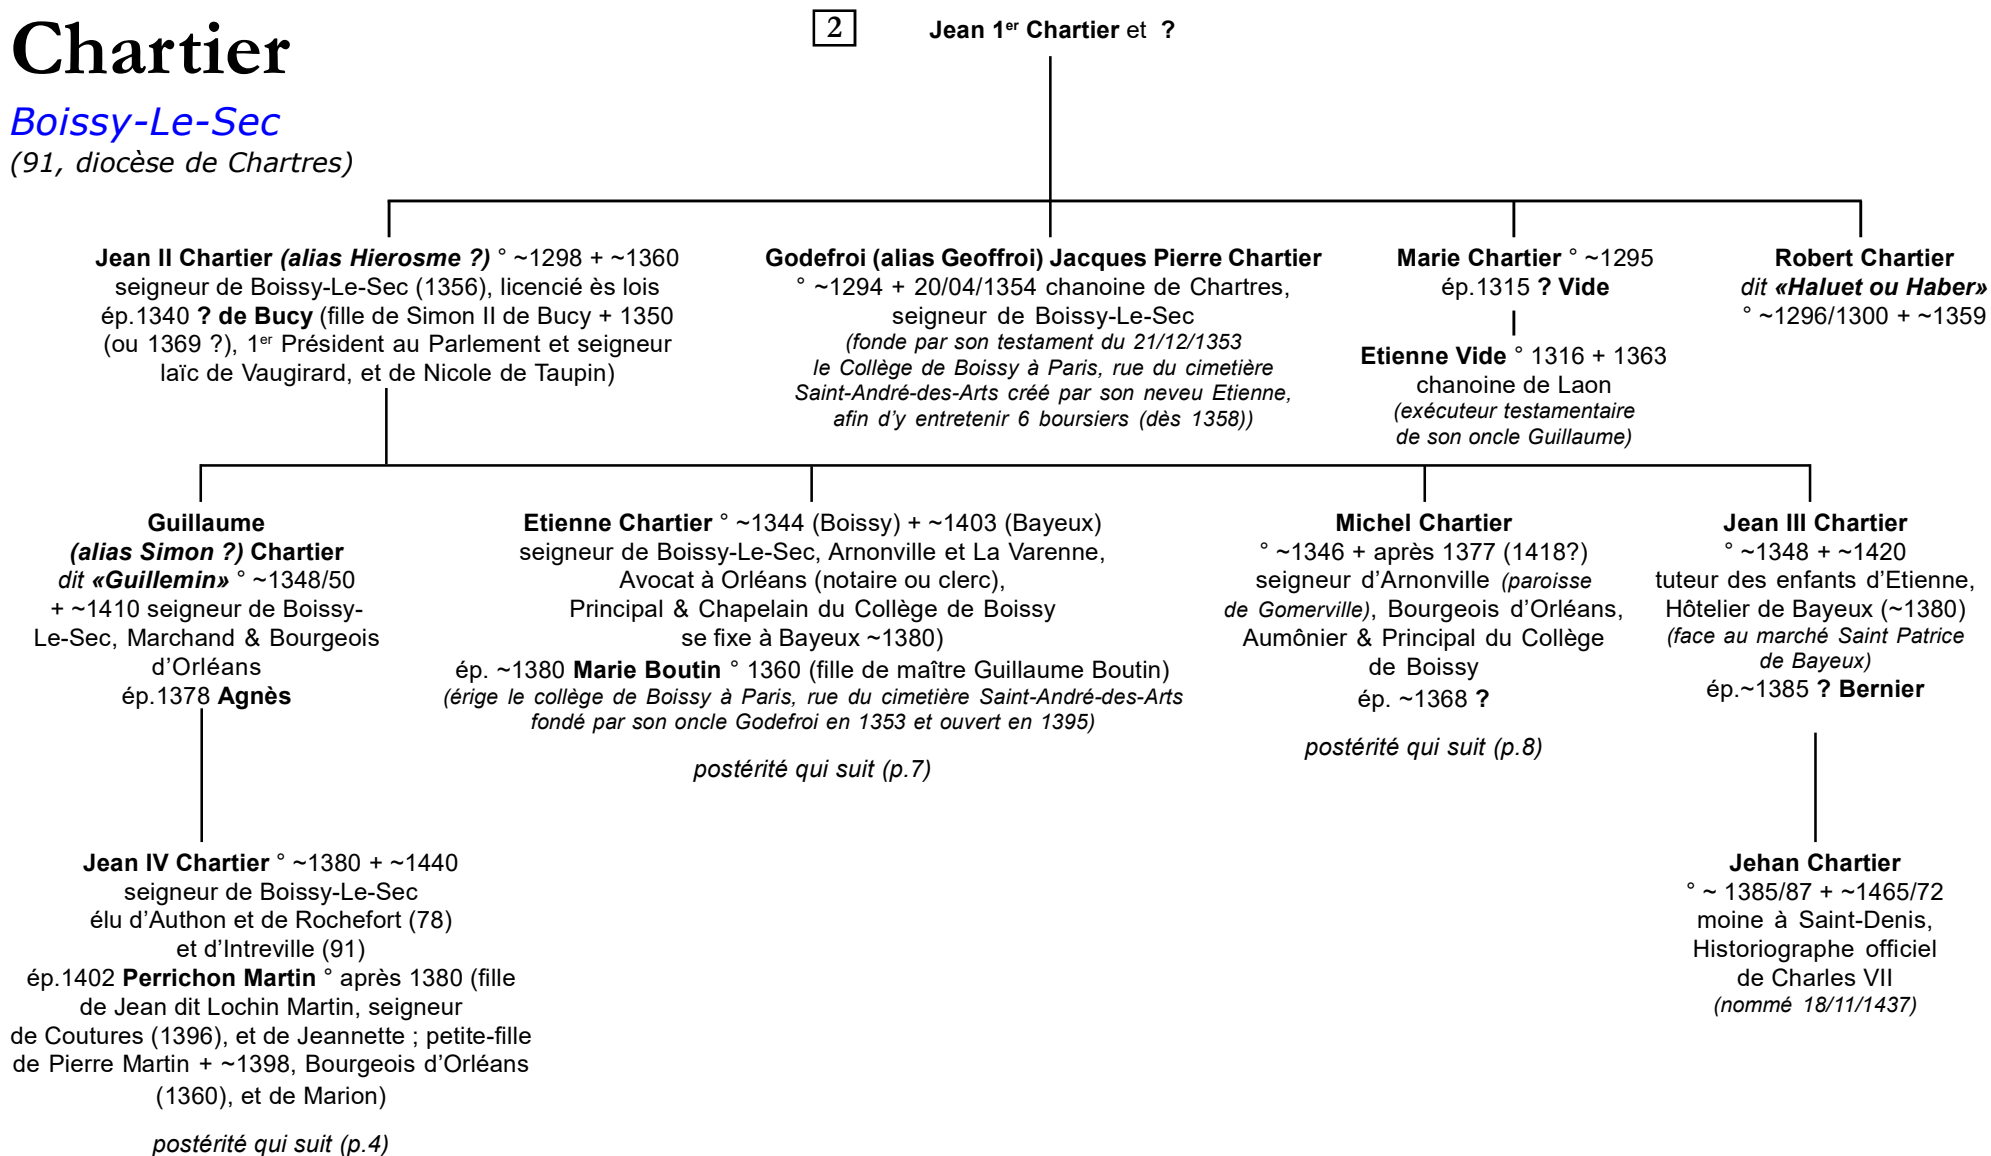 Chartier
Boissy-Le-Sec
(91, diocèse de Chartres)
2
Jean 1er Chartier et ?
Jean II Chartier (alias Hierosme ?) ° ~1298 + ~1360
seigneur de Boissy-Le-Sec (1356), licencié ès lois
ép.1340 ? de Bucy (fille de Simon II de Bucy + 1350
(ou 1369 ?), 1er Président au Parlement et seigneur
laïc de Vaugirard, et de Nicole de Taupin)
Godefroi (alias Geoffroi) Jacques Pierre Chartier
° ~1294 + 20/04/1354 chanoine de Chartres,
seigneur de Boissy-Le-Sec
(fonde par son testament du 21/12/1353
le Collège de Boissy à Paris, rue du cimetière
Saint-André-des-Arts créé par son neveu Etienne,
afin d'y entretenir 6 boursiers (dès 1358))
Marie Chartier ° ~1295
ép.1315 ? Vide
Etienne Vide ° 1316 + 1363
chanoine de Laon
(exécuteur testamentaire
de son oncle Guillaume)
Robert Chartier
dit «Haluet ou Haber»
° ~1296/1300 + ~1359
Guillaume
(alias Simon ?) Chartier
dit «Guillemin» ° ~1348/50
+ ~1410 seigneur de Boissy-
Le-Sec, Marchand & Bourgeois
d'Orléans
ép.1378 Agnès
Etienne Chartier ° ~1344 (Boissy) + ~1403 (Bayeux)
seigneur de Boissy-Le-Sec, Arnonville et La Varenne,
Avocat à Orléans (notaire ou clerc),
Principal & Chapelain du Collège de Boissy
se fixe à Bayeux ~1380)
ép. ~1380 Marie Boutin ° 1360 (fille de maître Guillaume Boutin)
(érige le collège de Boissy à Paris, rue du cimetière Saint-André-des-Arts
fondé par son oncle Godefroi en 1353 et ouvert en 1395)
postérité qui suit (p.7)
Michel Chartier
° ~1346 + après 1377 (1418?)
seigneur d'Arnonville (paroisse
de Gomerville), Bourgeois d'Orléans,
Aumônier & Principal du Collège
de Boissy
ép. ~1368 ?
postérité qui suit (p.8)
Jean III Chartier
° ~1348 + ~1420
tuteur des enfants d'Etienne,
Hôtelier de Bayeux (~1380)
(face au marché Saint Patrice
de Bayeux)
ép.~1385 ? Bernier
Jean IV Chartier ° ~1380 + ~1440
seigneur de Boissy-Le-Sec
élu d'Authon et de Rochefort (78)
et d'Intreville (91)
ép.1402 Perrichon Martin ° après 1380 (fille
de Jean dit Lochin Martin, seigneur
de Coutures (1396), et de Jeannette ; petite-fille
de Pierre Martin + ~1398, Bourgeois d'Orléans
(1360), et de Marion)
postérité qui suit (p.4)
Jehan Chartier
° ~ 1385/87 + ~1465/72
moine à Saint-Denis,
Historiographe officiel
de Charles VII
(nommé 18/11/1437)